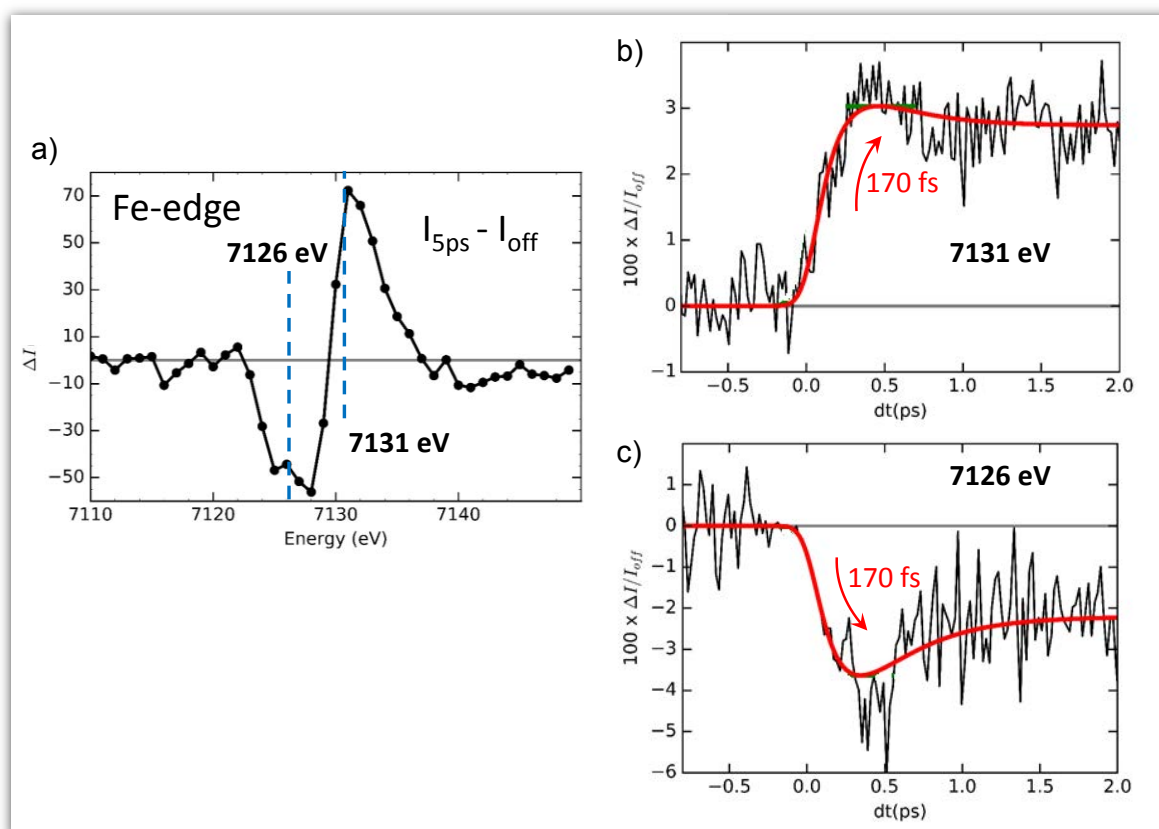 a)
Fe-edge
I5ps - Ioff
7126 eV
7131 eV
70
50
30
10
−10
−30
−50
ΔI
7110
7120
7130
7140
Energy (eV)
b)
100 x ΔI/Ioff
3
2
1
0
−1
170 fs
7131 eV
−0.5
0.0
0.5
1.0
1.5
2.0
dt(ps)
c)
7126 eV
100 x ΔI/Ioff
1
0
−1
−2
−3
−4
−5
−6
170 fs
−0.5
0.0
0.5
1.0
1.5
2.0
dt(ps)